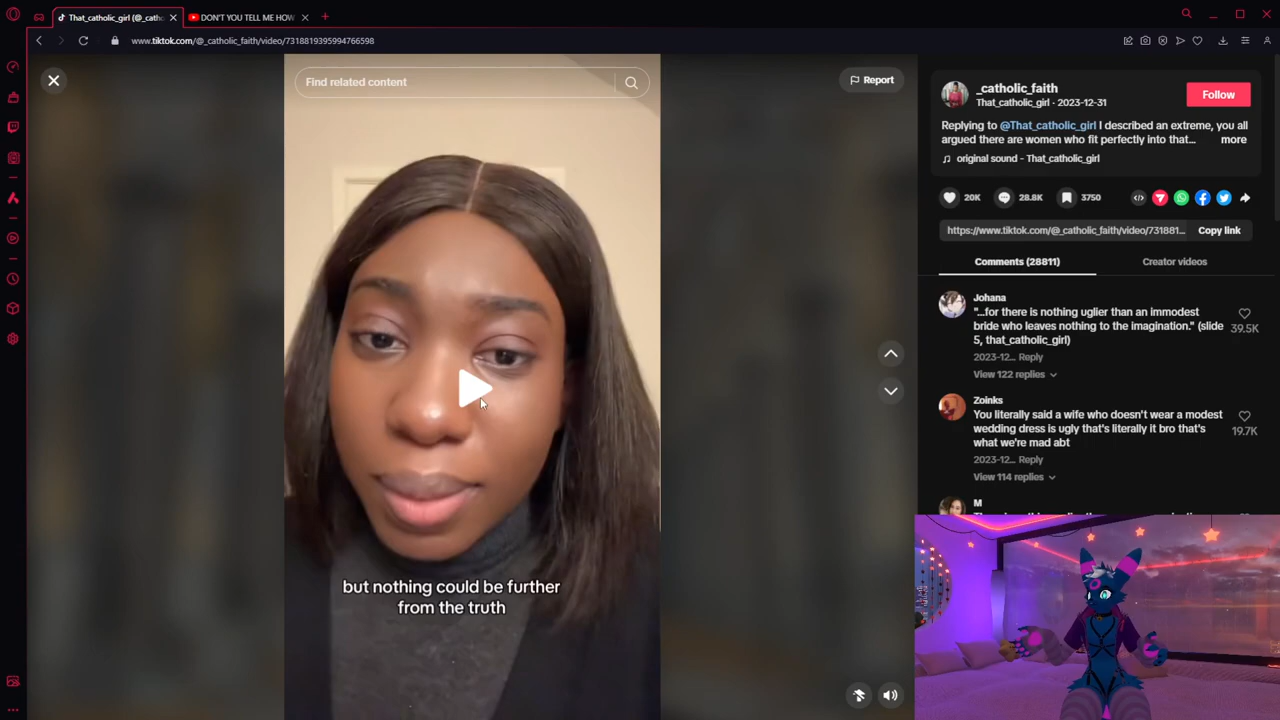 That_catholic_girl (@_cathc
DON'T YOU TELL ME HOW
www.tiktok.com/@_catholic_faith/video/7318819395994766598
Find related content
Report
but nothing could be further
from the truth
_catholic_faith
That_catholic_girl · 2023-12-31
Follow
Replying to @That_catholic_girl I described an extreme, you all
argued there are women who fit perfectly into that... more
original sound - That_catholic_girl
20K
28.8K
3750
https://www.tiktok.com/@_catholic_faith/video/731881...
Copy link
Comments (28811)
Creator videos
Johana
"...for there is nothing uglier than an immodest
bride who leaves nothing to the imagination." (slide
5, that_catholic_girl)
39.5K
2023-12... Reply
View 122 replies
Zoinks
You literally said a wife who doesn't wear a modest
wedding dress is ugly that's literally it bro that's
what we're mad abt
19.7K
2023-12... Reply
View 114 replies
M